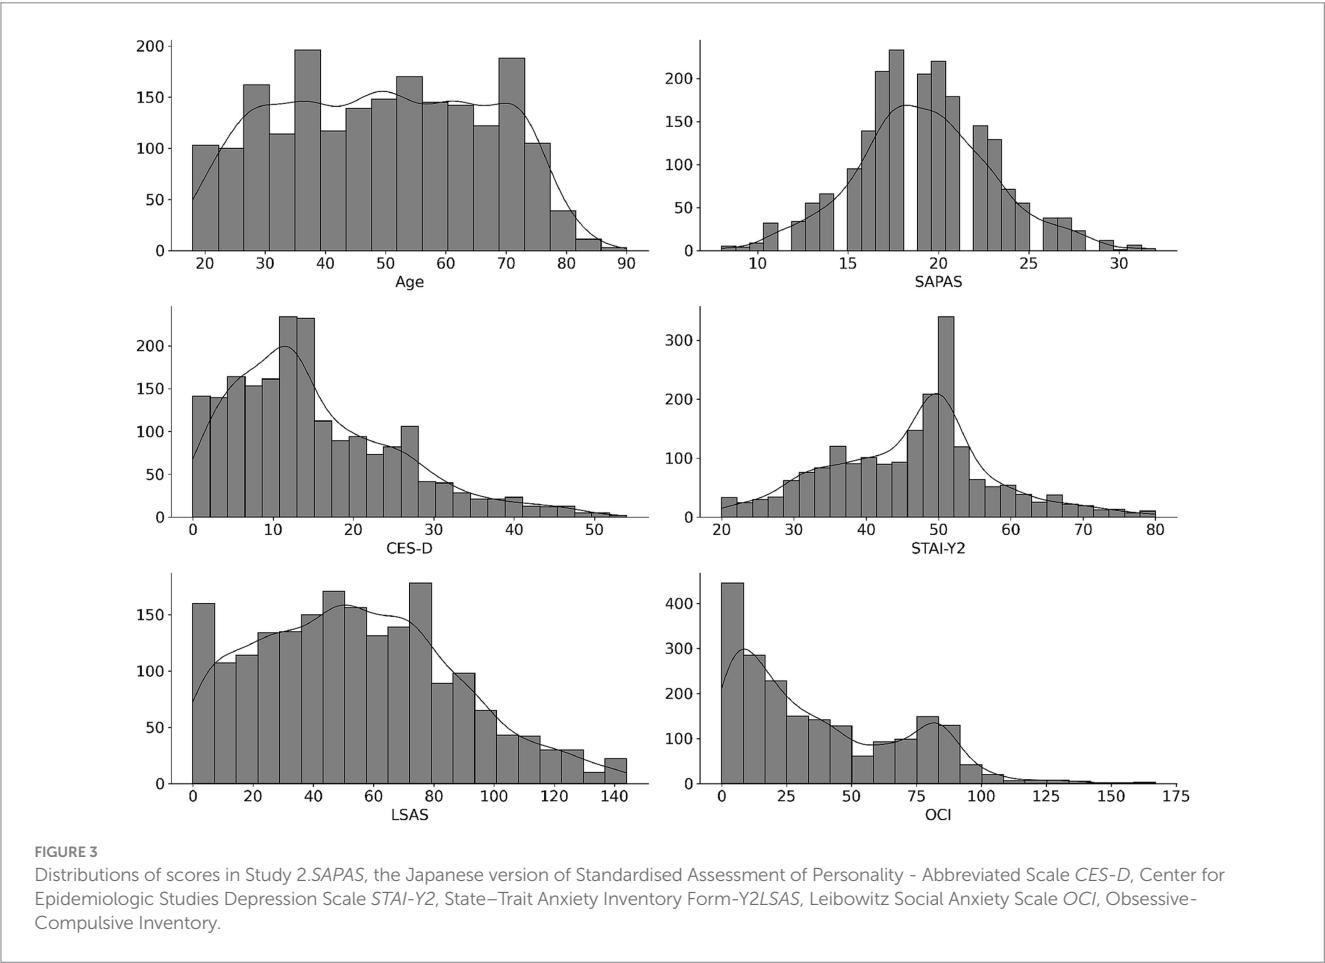 200
150
100
50
0
20 30 40 50 60 70 80 90
Age
200
150
100
50
0
10 15 20 25 30
SAPAS
200
150
100
50
0
0 10 20 30 40 50
CES-D
300
200
100
0
20 30 40 50 60 70 80
STAI-Y2
150
100
50
0
0 20 40 60 80 100 120 140
LSAS
400
300
200
100
0
0 25 50 75 100 125 150 175
OCI
FIGURE 3
Distributions of scores in Study 2.SAPAS, the Japanese version of Standardised Assessment of Personality - Abbreviated Scale CES-D, Center for
Epidemiologic Studies Depression Scale STAI-Y2, State–Trait Anxiety Inventory Form-Y2LSAS, Leibowitz Social Anxiety Scale OCI, Obsessive-
Compulsive Inventory.